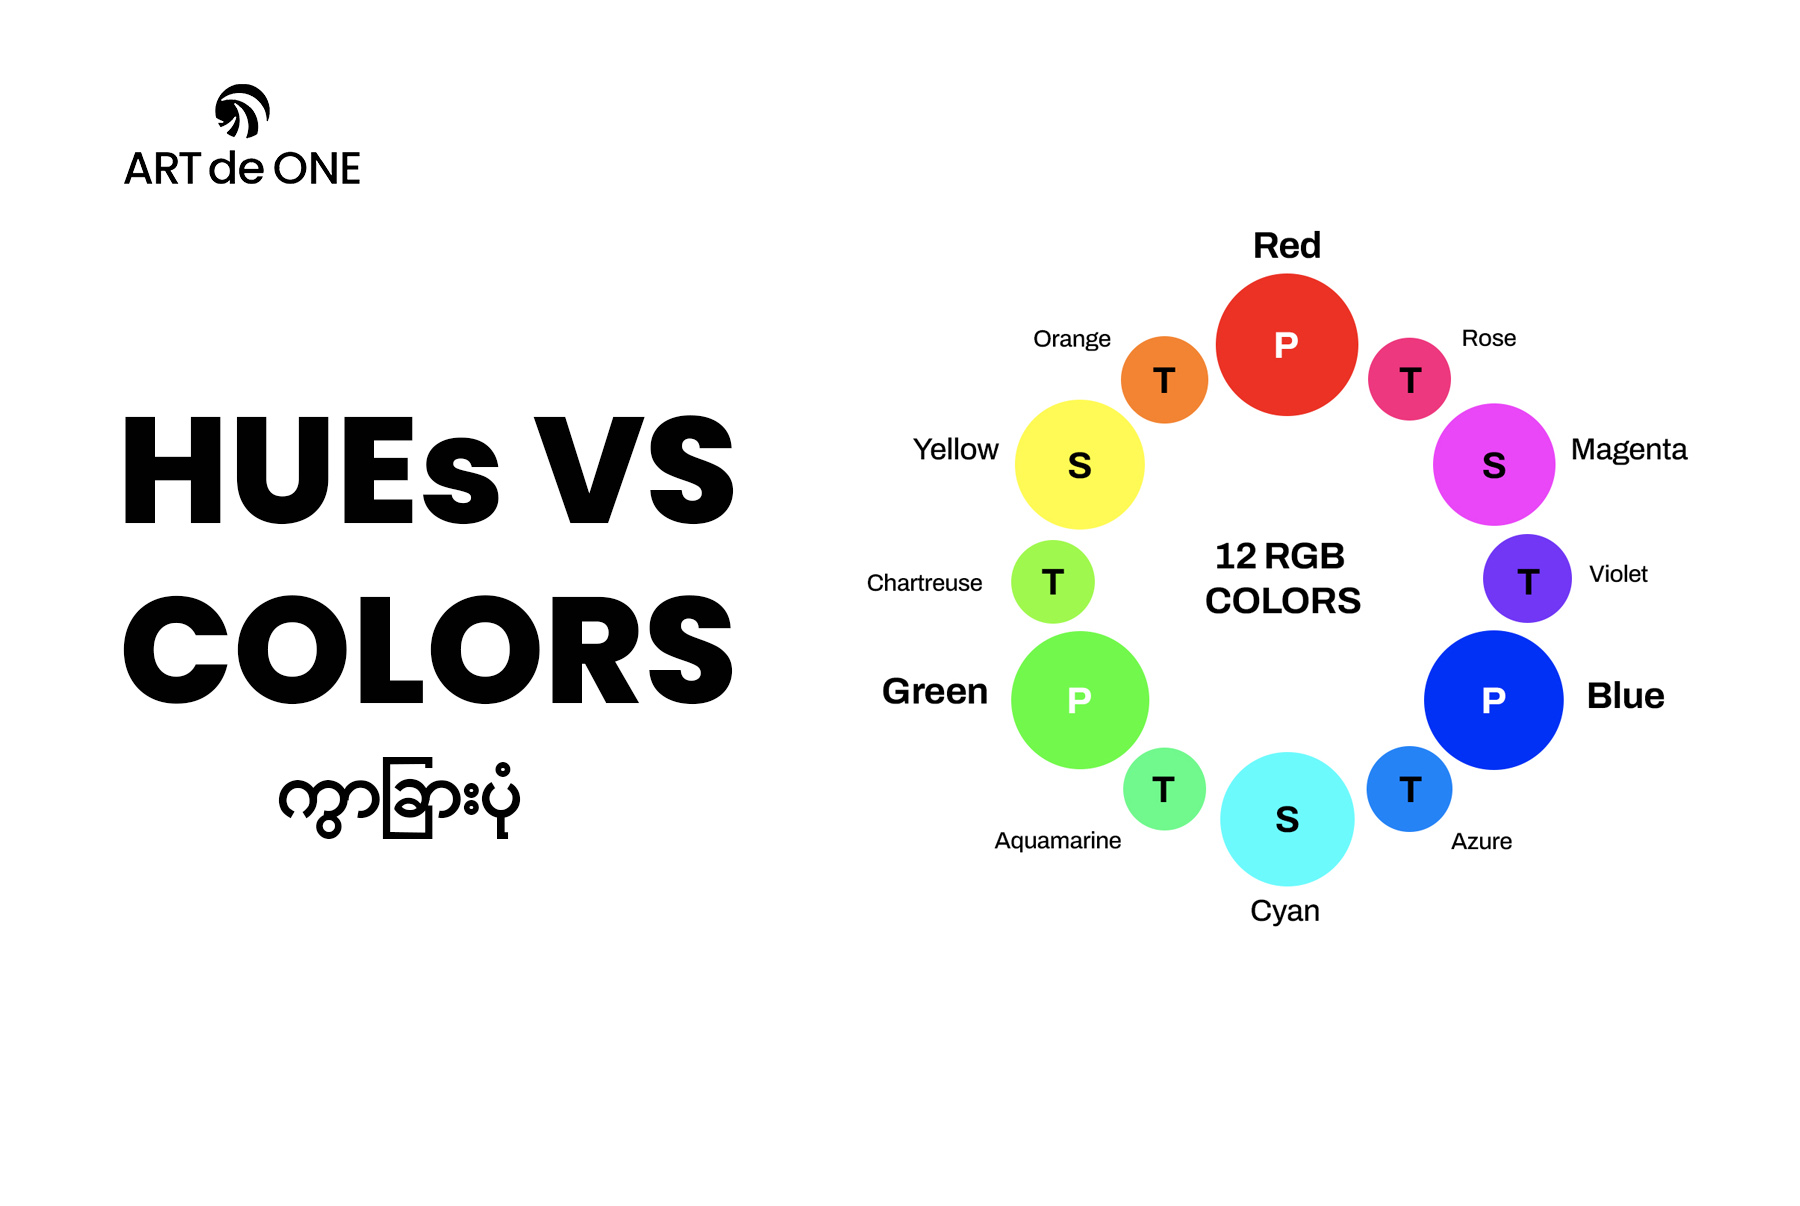 ART de ONE
HUEs VS
COLORS
ကွာခြားပုံ
Red
P
Orange
T
T
Rose
Yellow
S
S
Magenta
12 RGB
COLORS
Chartreuse
T
T
Violet
Green
P
P
Blue
T
T
Aquamarine
S
Azure
Cyan